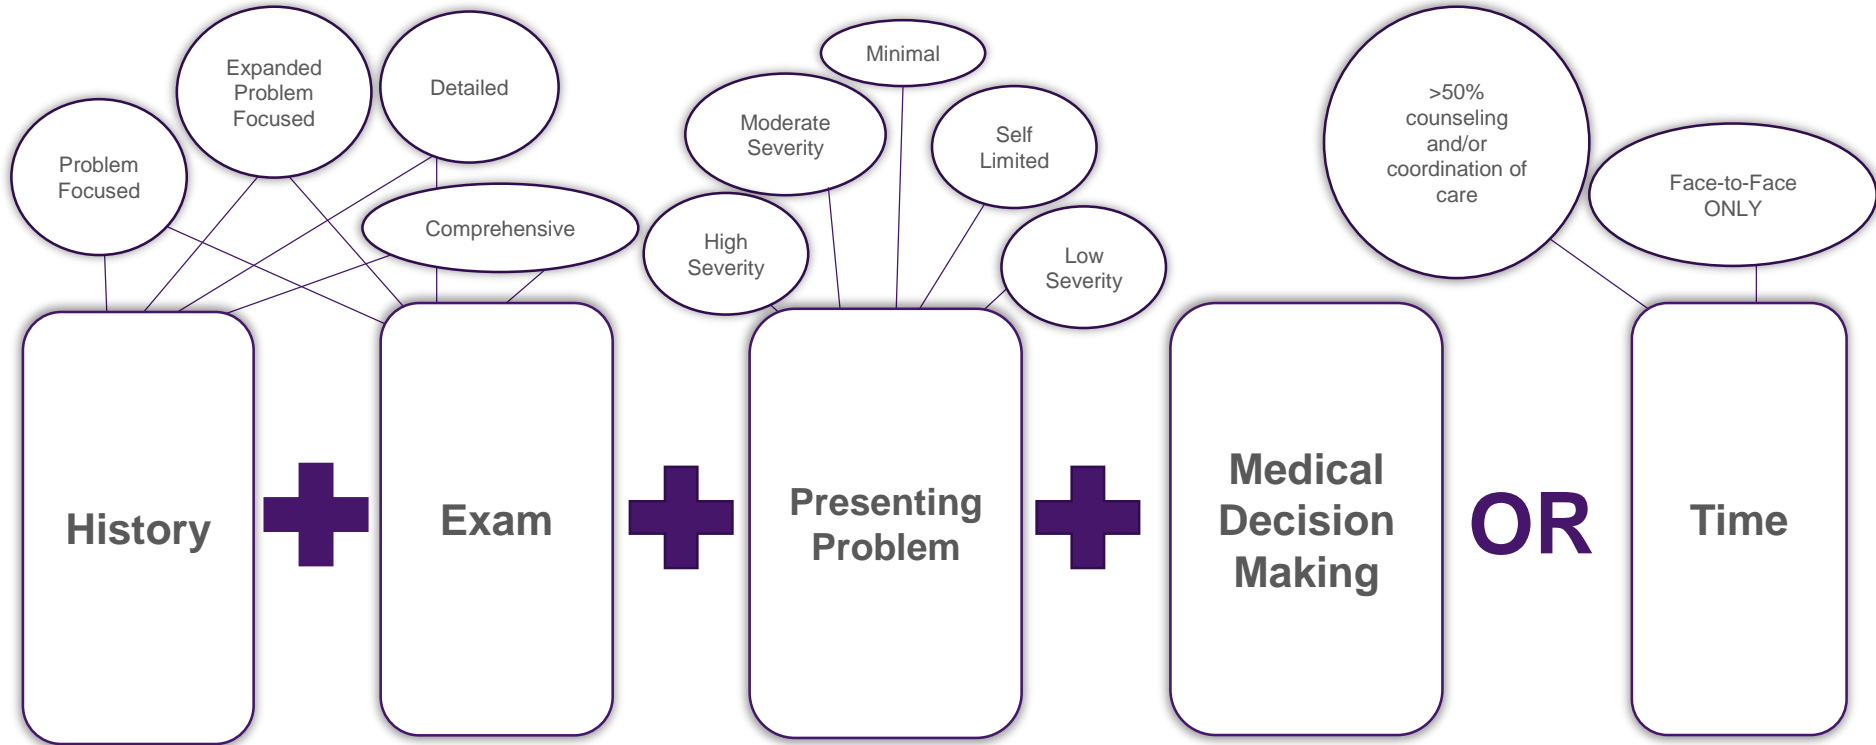 Problem
Focused
Expanded
Problem
Focused
Detailed
Comprehensive
High
Severity
Moderate
Severity
Minimal
Self
Limited
Low
Severity
>50%
counseling
and/or
coordination of
care
Face-to-Face
ONLY
History
Exam
Presenting
Problem
Medical
Decision
Making
OR
Time